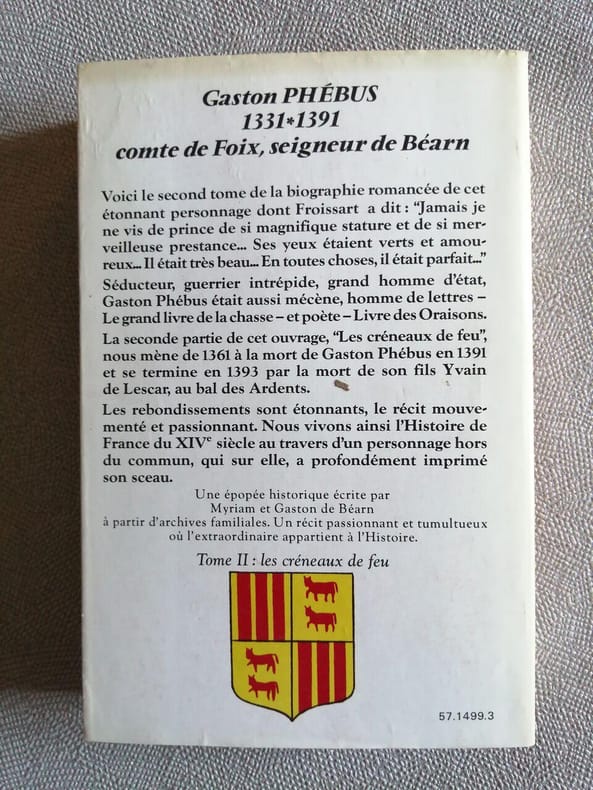 Gaston PHÉBUS
1331*1391
comte de Foix, seigneur de Béarn
Voici le second tome de la biographie romancée de cet
étonnant personnage dont Froissart a dit : "Jamais je
ne vis de prince de si magnifique stature et de si mer-
veilleuse prestance... Ses yeux étaient verts et amou-
reux... Il était très beau... En toutes choses, il était parfait..."
Séducteur, guerrier intrépide, grand homme d'état,
Gaston Phébus était aussi mécène, homme de lettres –
Le grand livre de la chasse – et poète – Livre des Oraisons.
La seconde partie de cet ouvrage, "Les créneaux de feu",
nous mène de 1361 à la mort de Gaston Phébus en 1391
et se termine en 1393 par la mort de son fils Yvain
de Lescar, au bal des Ardents.
Les rebondissements sont étonnants, le récit mouve-
menté et passionnant. Nous vivons ainsi l'Histoire de
France du XIVe siècle au travers d'un personnage hors
du commun, qui sur elle, a profondément imprimé
son sceau.
Une épopée historique écrite par
Myriam et Gaston de Béarn
à partir d'archives familiales. Un récit passionnant et tumultueux
où l'extraordinaire appartient à l'Histoire.
Tome II : les créneaux de feu
57.1499.3